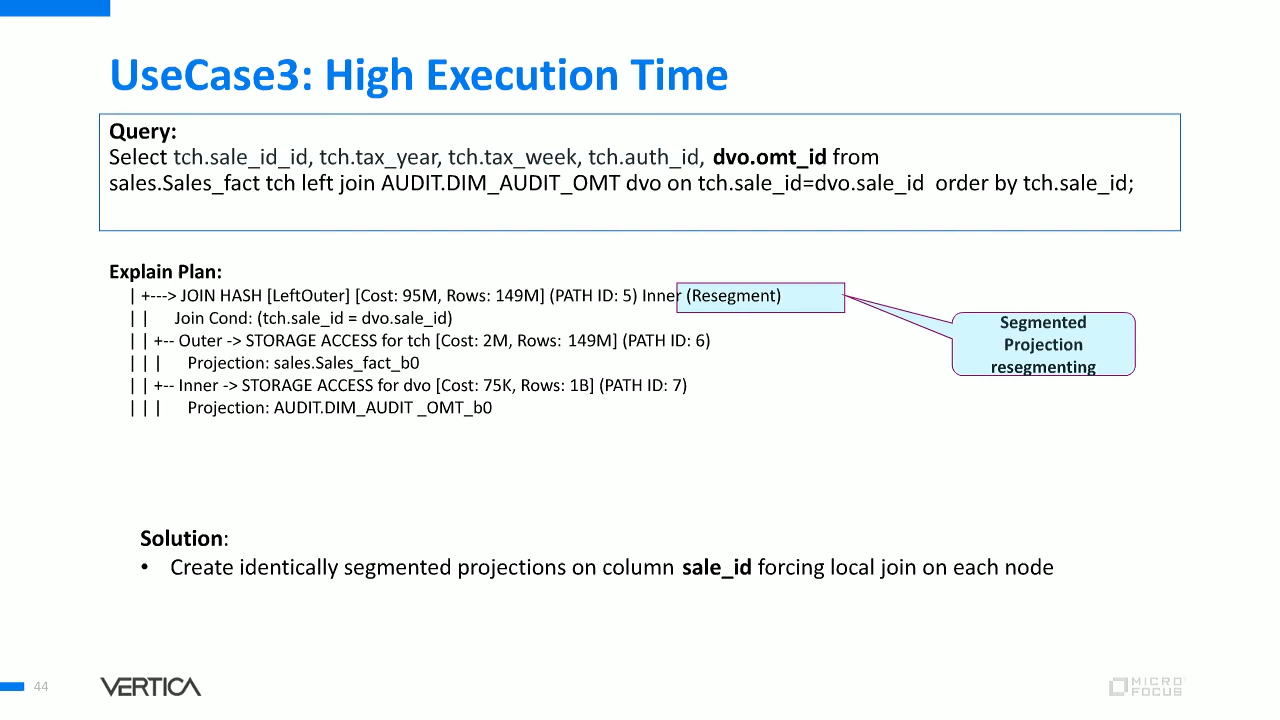 UseCase3: High Execution Time
Query:
Select tch.sale_id_id, tch.tax_year, tch.tax_week, tch.auth_id, dvo.omt_id from
sales.Sales_fact tch left join AUDIT.DIM_AUDIT_OMT dvo on tch.sale_id=dvo.sale_id order by tch.sale_id;
Explain Plan:
| +---> JOIN HASH [LeftOuter] [Cost: 95M, Rows: 149M] (PATH ID: 5) Inner (Resegment)
| | Join Cond: (tch.sale_id = dvo.sale_id)
| | +-- Outer -> STORAGE ACCESS for tch [Cost: 2M, Rows: 149M] (PATH ID: 6)
| | | Projection: sales.Sales_fact_b0
| | +-- Inner -> STORAGE ACCESS for dvo [Cost: 75K, Rows: 1B] (PATH ID: 7)
| | | Projection: AUDIT.DIM_AUDIT _OMT_b0
Segmented
Projection
resegmenting
Solution:
• Create identically segmented projections on column sale_id forcing local join on each node
44
VERTICA
MICRO
FOCUS